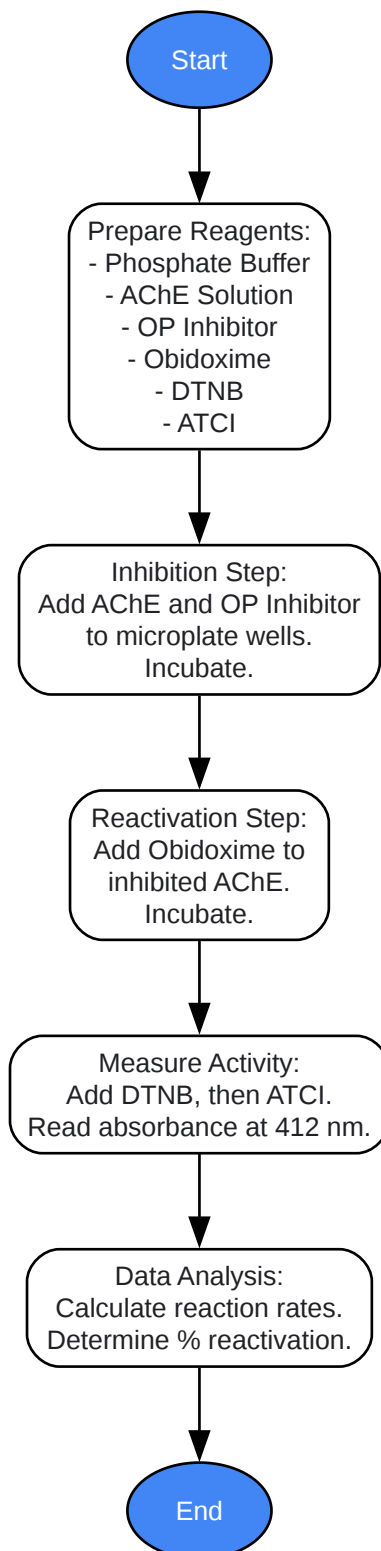 Start
Prepare Reagents:
- Phosphate Buffer
- AChE Solution
- OP Inhibitor
- Obidoxime
- DTNB
- ATCI
Inhibition Step:
Add AChE and OP Inhibitor
to microplate wells.
Incubate.
Reactivation Step:
Add Obidoxime to
inhibited AChE.
Incubate.
Measure Activity:
Add DTNB, then ATCI.
Read absorbance at 412 nm.
Data Analysis:
Calculate reaction rates.
Determine % reactivation.
End